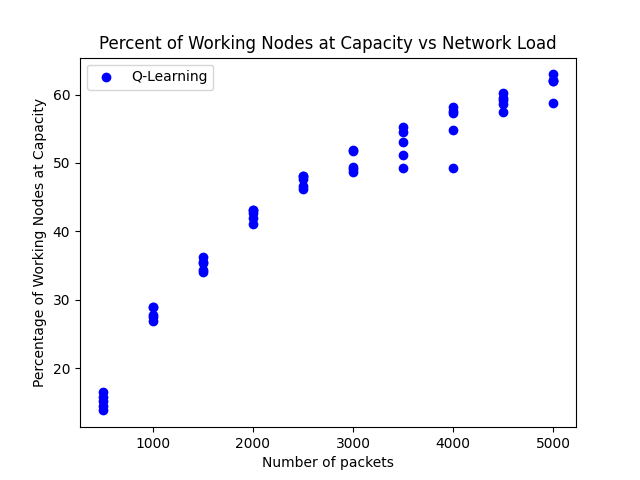 Percent of Working Nodes at Capacity vs Network Load
Q-Learning
Percentage of Working Nodes at Capacity
60
50
40
30
20
1000 2000 3000 4000 5000
Number of packets